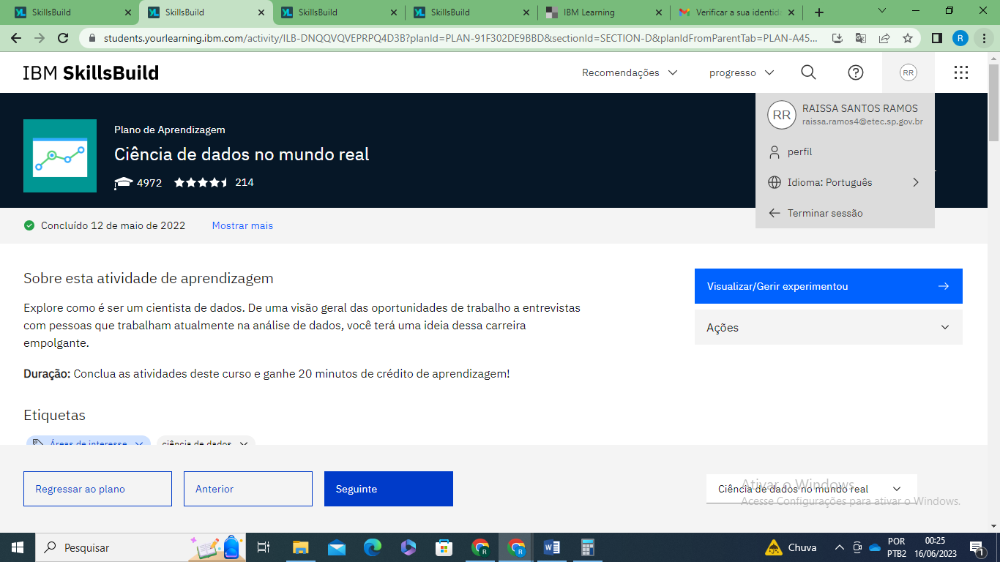 SkillsBuild
SkillsBuild
SkillsBuild
SkillsBuild
IBM Learning
Verificar a sua identida
students.yourlearning.ibm.com/activity/ILB-DNQQVQVEPRPQ4D3B?planId=PLAN-91F302DE9BBD&sectionId=SECTION-D&planIdFromParentTab=PLAN-A45...
R
IBM SkillsBuild
Recomendações
progresso
RR
RR
RAISSA SANTOS RAMOS
raissa.ramos4@etec.sp.gov.br
perfil
Idioma: Português
Terminar sessão
Plano de Aprendizagem
Ciência de dados no mundo real
4972
214
Concluído 12 de maio de 2022
Mostrar mais
Sobre esta atividade de aprendizagem
Explore como é ser um cientista de dados. De uma visão geral das oportunidades de trabalho a entrevistas
com pessoas que trabalham atualmente na análise de dados, você terá uma ideia dessa carreira
empolgante.
Duração: Conclua as atividades deste curso e ganhe 20 minutos de crédito de aprendizagem!
Visualizar/Gerir experimentou
Ações
Etiquetas
Áreas de interesse
ciência de dados
Regressar ao plano
Anterior
Seguinte
Ciência de dados no mundo real
Ativar o Windows
Acesse Configurações para ativar o Windows.
Pesquisar
Chuva
POR
PTB2
00:25
16/06/2023
1